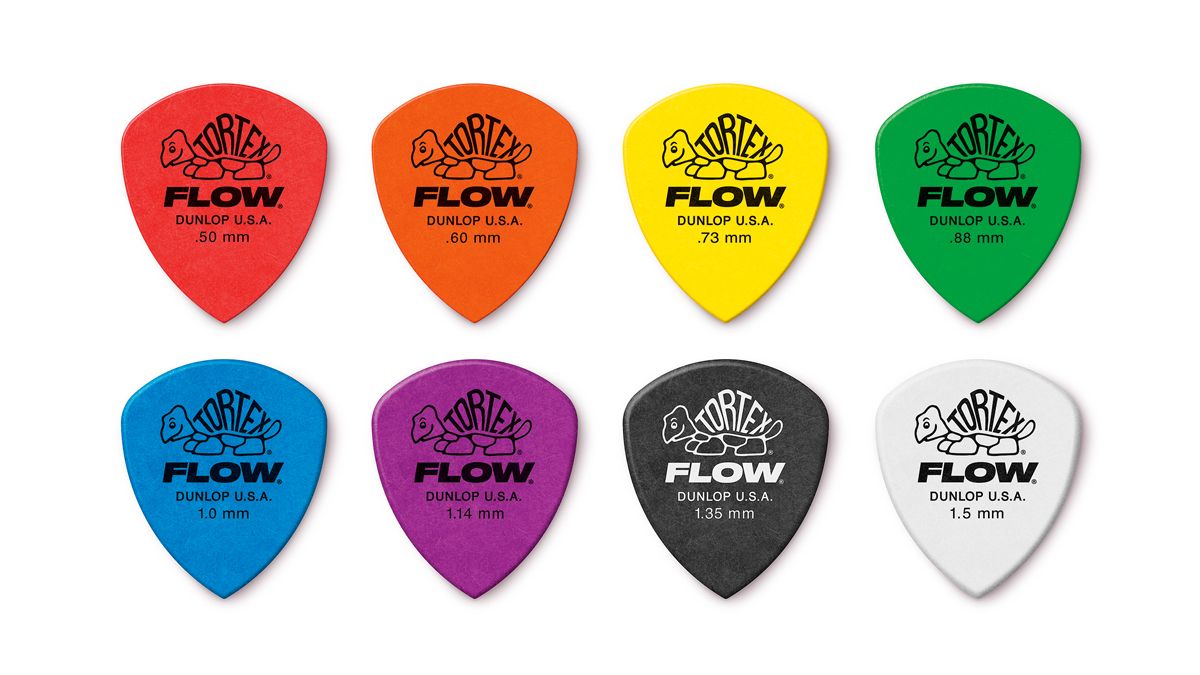 TORTEX®
FLOW®
DUNLOP U.S.A.
.50 mm
TORTEX®
FLOW®
DUNLOP U.S.A.
.60 mm
TORTEX®
FLOW®
DUNLOP U.S.A.
.73 mm
TORTEX®
FLOW®
DUNLOP U.S.A.
.88 mm
TORTEX®
FLOW®
DUNLOP U.S.A.
1.0 mm
TORTEX®
FLOW®
DUNLOP U.S.A.
1.14 mm
TORTEX®
FLOW®
DUNLOP U.S.A.
1.35 mm
TORTEX®
FLOW®
DUNLOP U.S.A.
1.5 mm